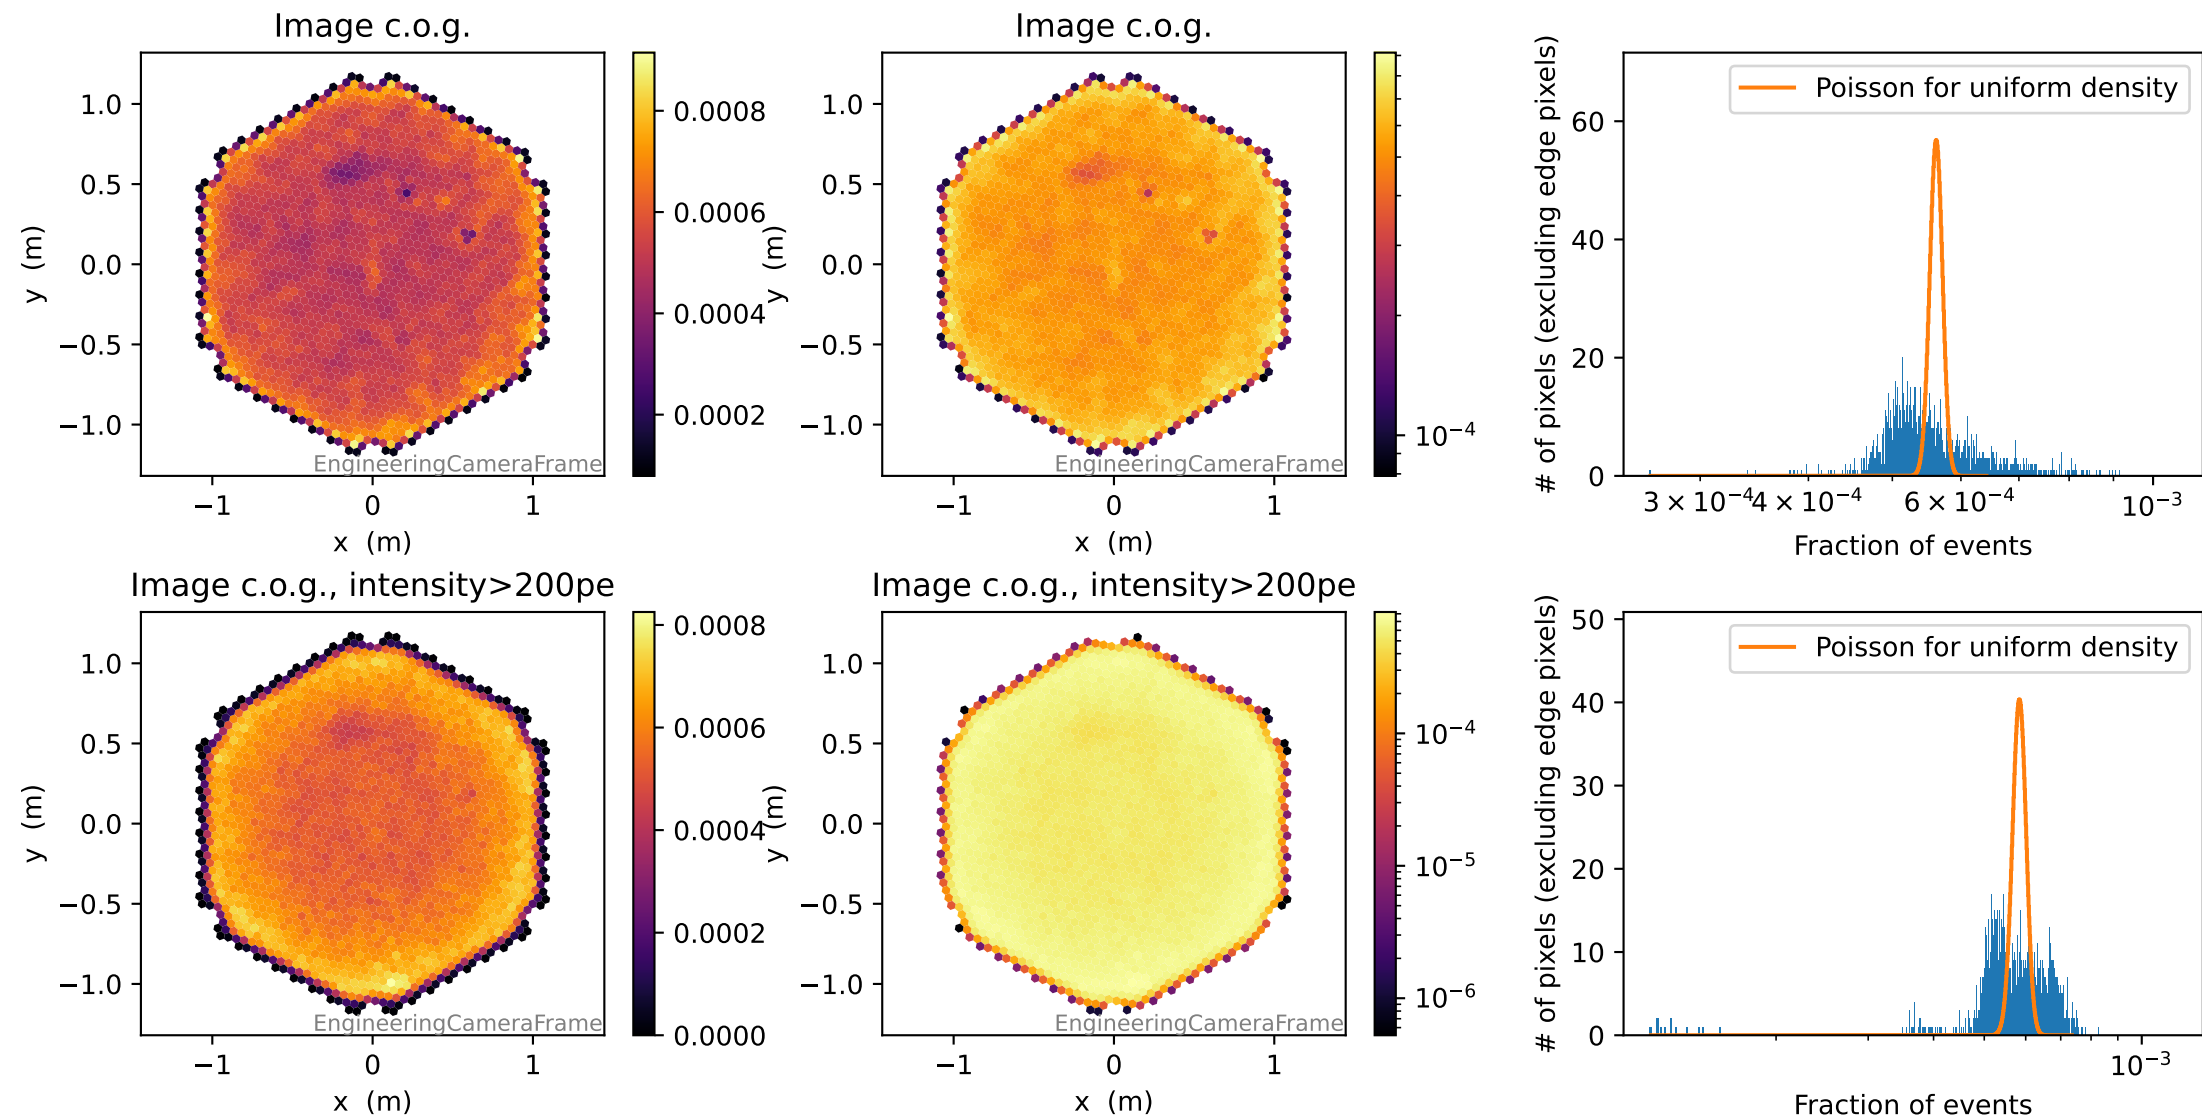 Image c.o.g.
1.0
0.5
0.0
−0.5
−1.0
y (m)
EngineeringCameraFrame
−1
0
1
x (m)
0.0008
0.0006
0.0004
0.0002
Image c.o.g.
1.0
0.5
0.0
−0.5
−1.0
y (m)
EngineeringCameraFrame
−1
0
1
x (m)
10⁻⁴
# of pixels (excluding edge pixels)
60
40
20
0
Poisson for uniform density
3 × 10⁻⁴
4 × 10⁻⁴
6 × 10⁻⁴
10⁻³
Fraction of events
Image c.o.g., intensity>200pe
1.0
0.5
0.0
−0.5
−1.0
y (m)
EngineeringCameraFrame
−1
0
1
x (m)
0.0008
0.0006
0.0004
0.0002
0.0000
Image c.o.g., intensity>200pe
1.0
0.5
0.0
−0.5
−1.0
y (m)
EngineeringCameraFrame
−1
0
1
x (m)
10⁻⁴
10⁻⁵
10⁻⁶
# of pixels (excluding edge pixels)
50
40
30
20
10
0
Poisson for uniform density
10⁻³
Fraction of events